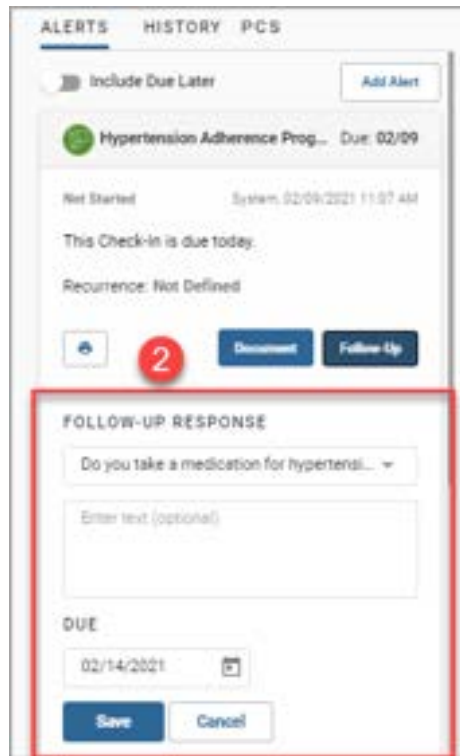 ALERTS HISTORY PCS
Include Due Later Add Alert
Hypertension Adherence Prog... Due: 02/09
Not Started System, 02/09/2021 11:07 AM
This Check-In is due today.
Recurrence: Not Defined
2 Document Follow-Up
FOLLOW-UP RESPONSE
Do you take a medication for hypertensi...
Enter text (optional)
DUE
02/14/2021
Save Cancel